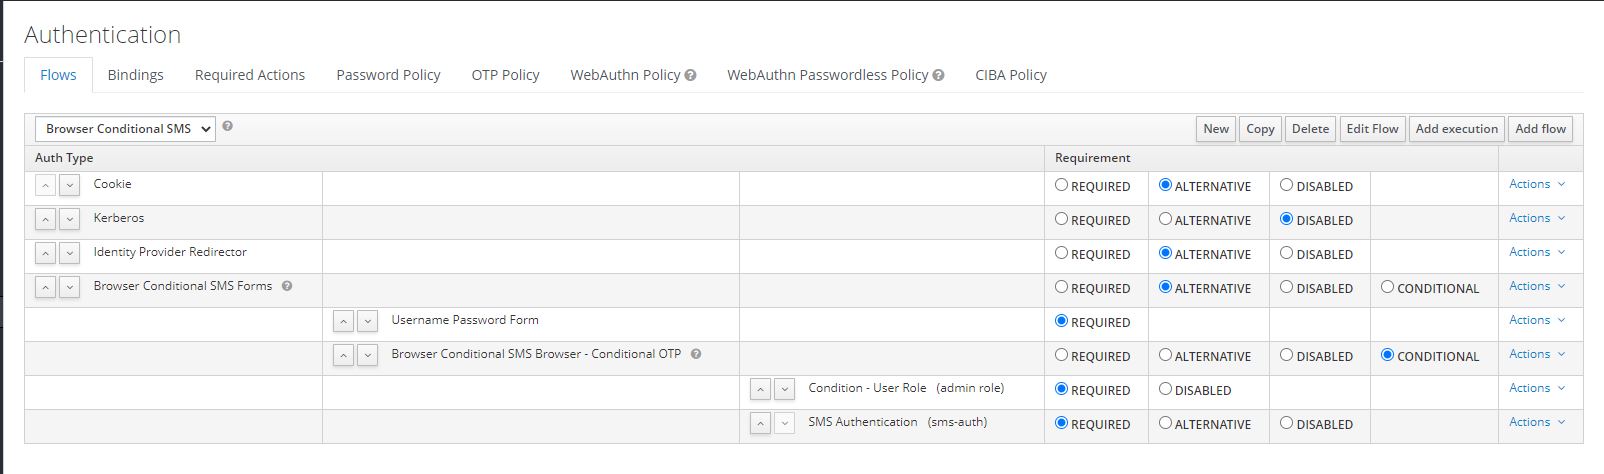 Authentication
Flows Bindings Required Actions Password Policy OTP Policy WebAuthn Policy WebAuthn Passwordless Policy CIBA Policy
Browser Conditional SMS New Copy Delete Edit Flow Add execution Add flow
Auth Type Requirement
Cookie REQUIRED ALTERNATIVE DISABLED Actions
Kerberos REQUIRED ALTERNATIVE DISABLED Actions
Identity Provider Redirector REQUIRED ALTERNATIVE DISABLED Actions
Browser Conditional SMS Forms REQUIRED ALTERNATIVE DISABLED CONDITIONAL Actions
Username Password Form REQUIRED Actions
Browser Conditional SMS Browser - Conditional OTP REQUIRED ALTERNATIVE DISABLED CONDITIONAL Actions
Condition - User Role (admin role) REQUIRED DISABLED Actions
SMS Authentication (sms-auth) REQUIRED ALTERNATIVE DISABLED Actions